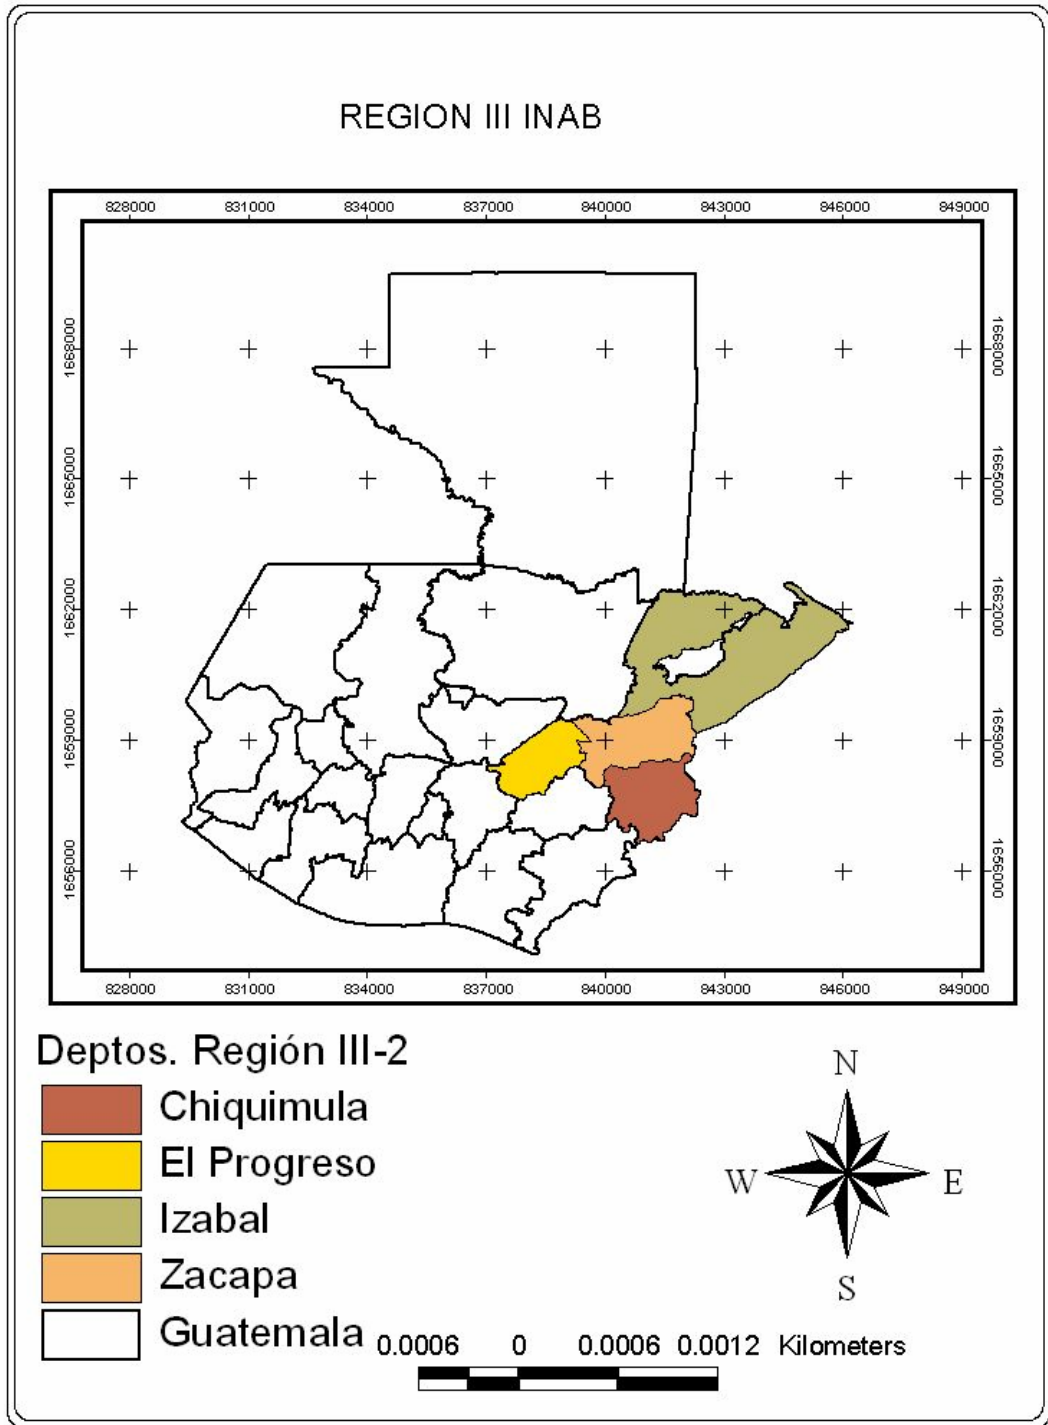 REGION III INAB
828000 831000 834000 837000 840000 843000 846000 849000
1668000 1668000
1665000 1665000
1662000 1662000
1659000 1659000
1656000 1656000
828000 831000 834000 837000 840000 843000 846000 849000
Deptos. Región III-2
Chiquimula
El Progreso
Izabal
Zacapa
Guatemala
N
W E
S
0.0006 0 0.0006 0.0012 Kilometers